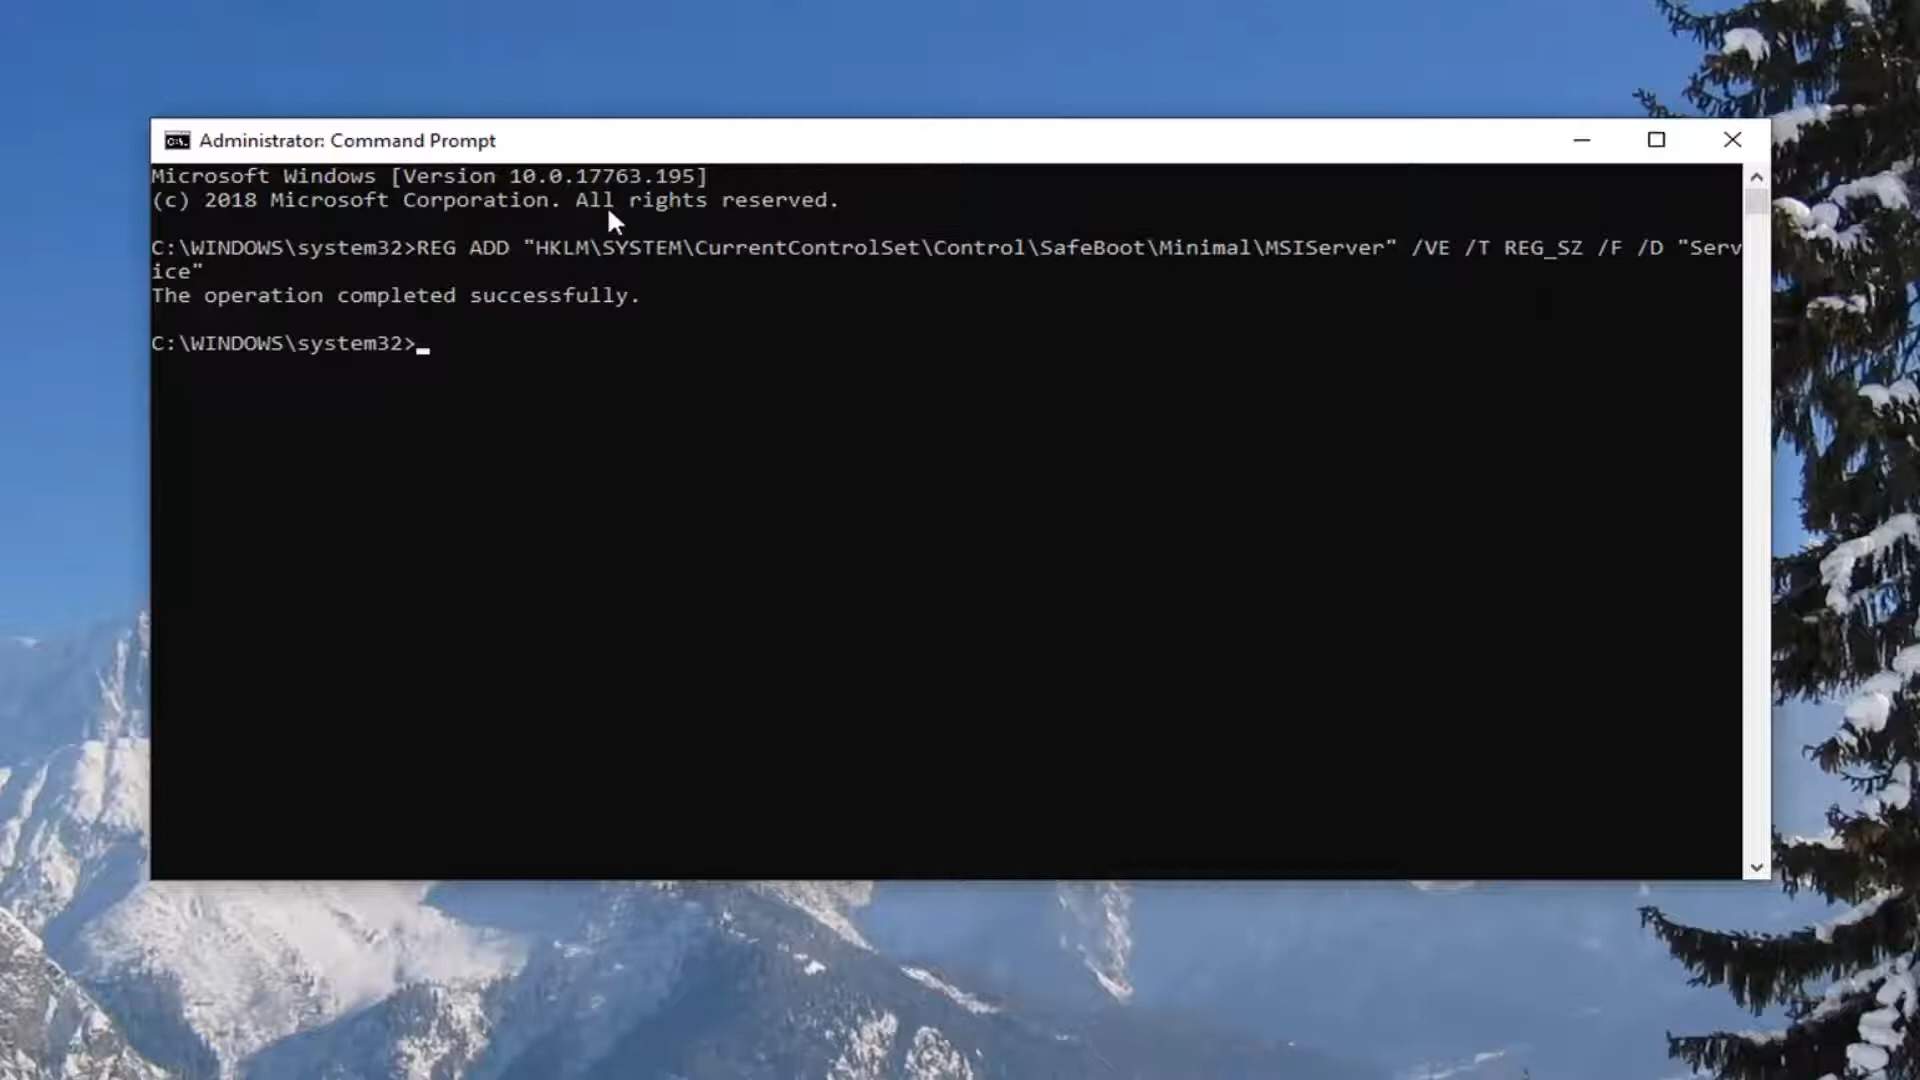 Administrator: Command Prompt
Microsoft Windows [Version 10.0.17763.195]
(c) 2018 Microsoft Corporation. All rights reserved.
C:\WINDOWS\system32>REG ADD "HKLM\SYSTEM\CurrentControlSet\Control\SafeBoot\Minimal\MSIServer" /VE /T REG_SZ /F /D "Serv
ice"
The operation completed successfully.
C:\WINDOWS\system32>